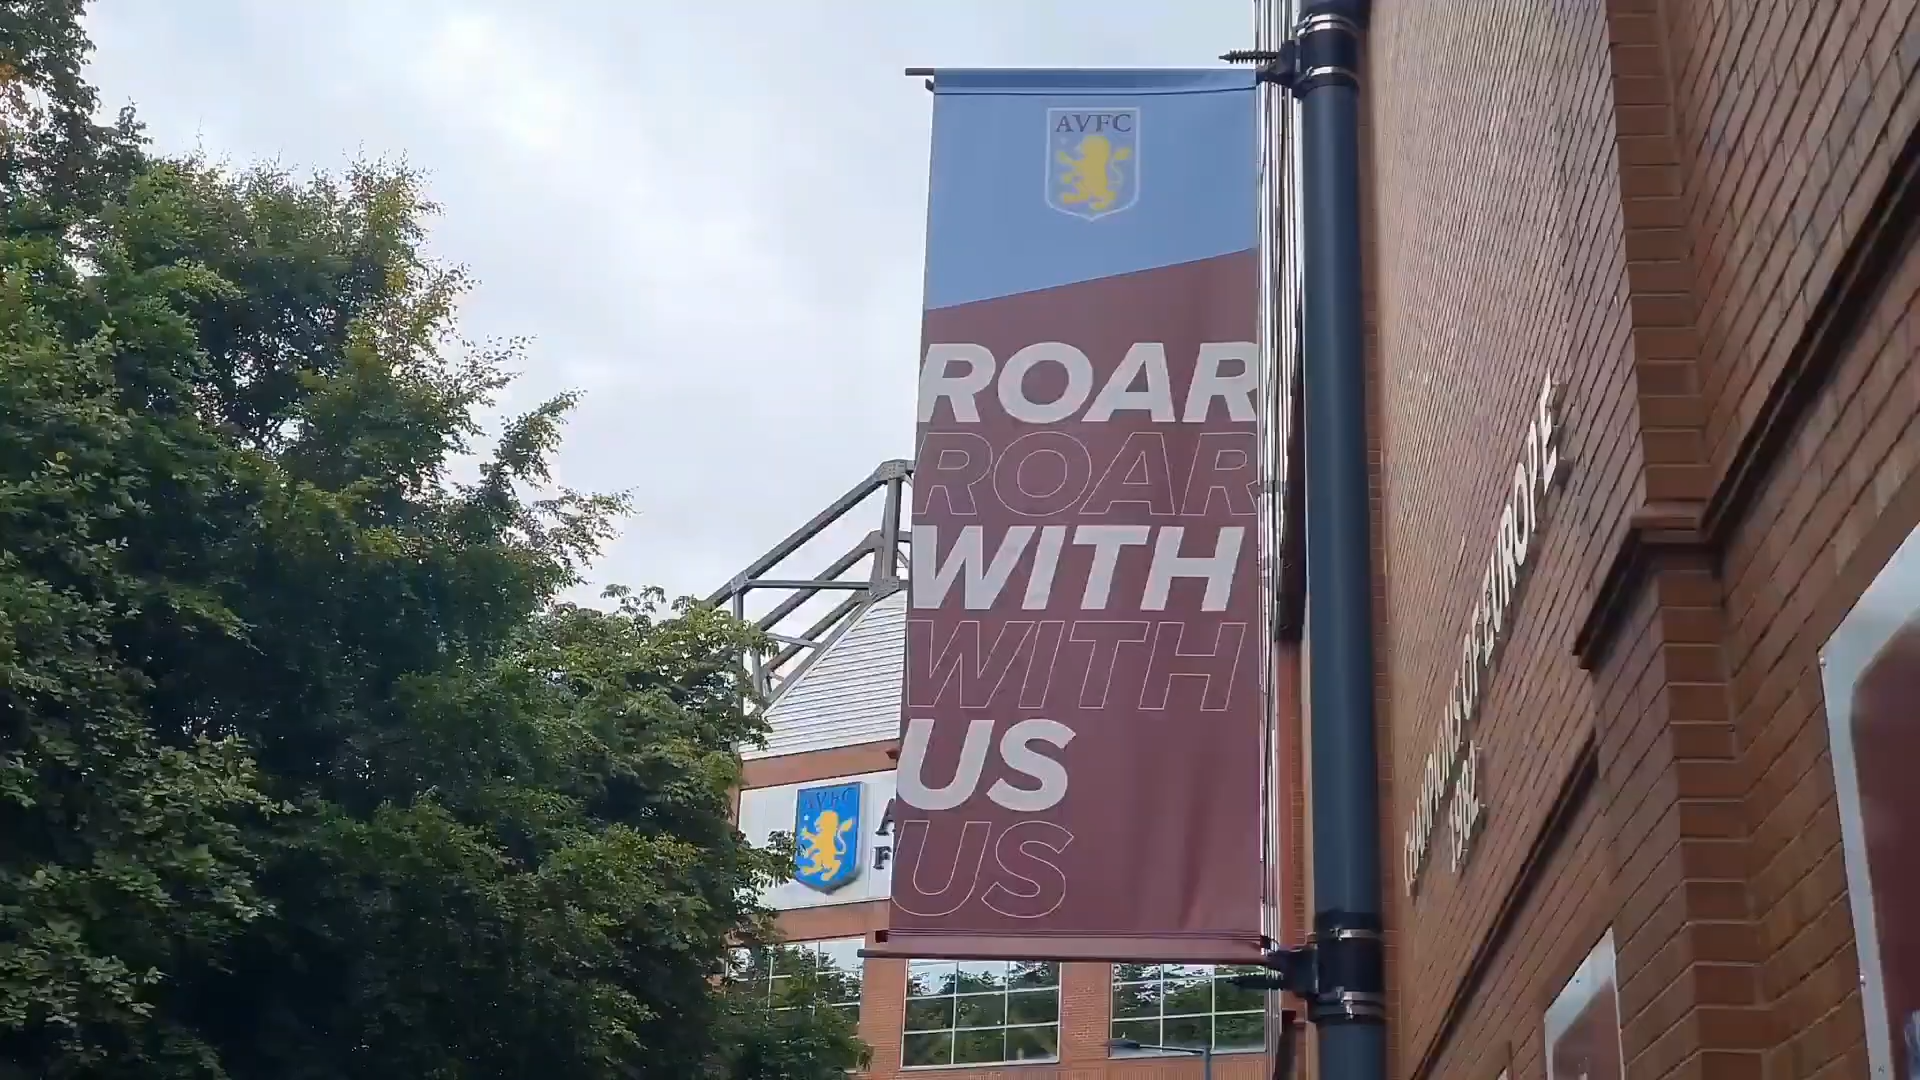 AVFC
ROAR
ROAR
WITH
WITH
US
US
AVFC
A
F
CHAMPIONS OF EUROPE
1982